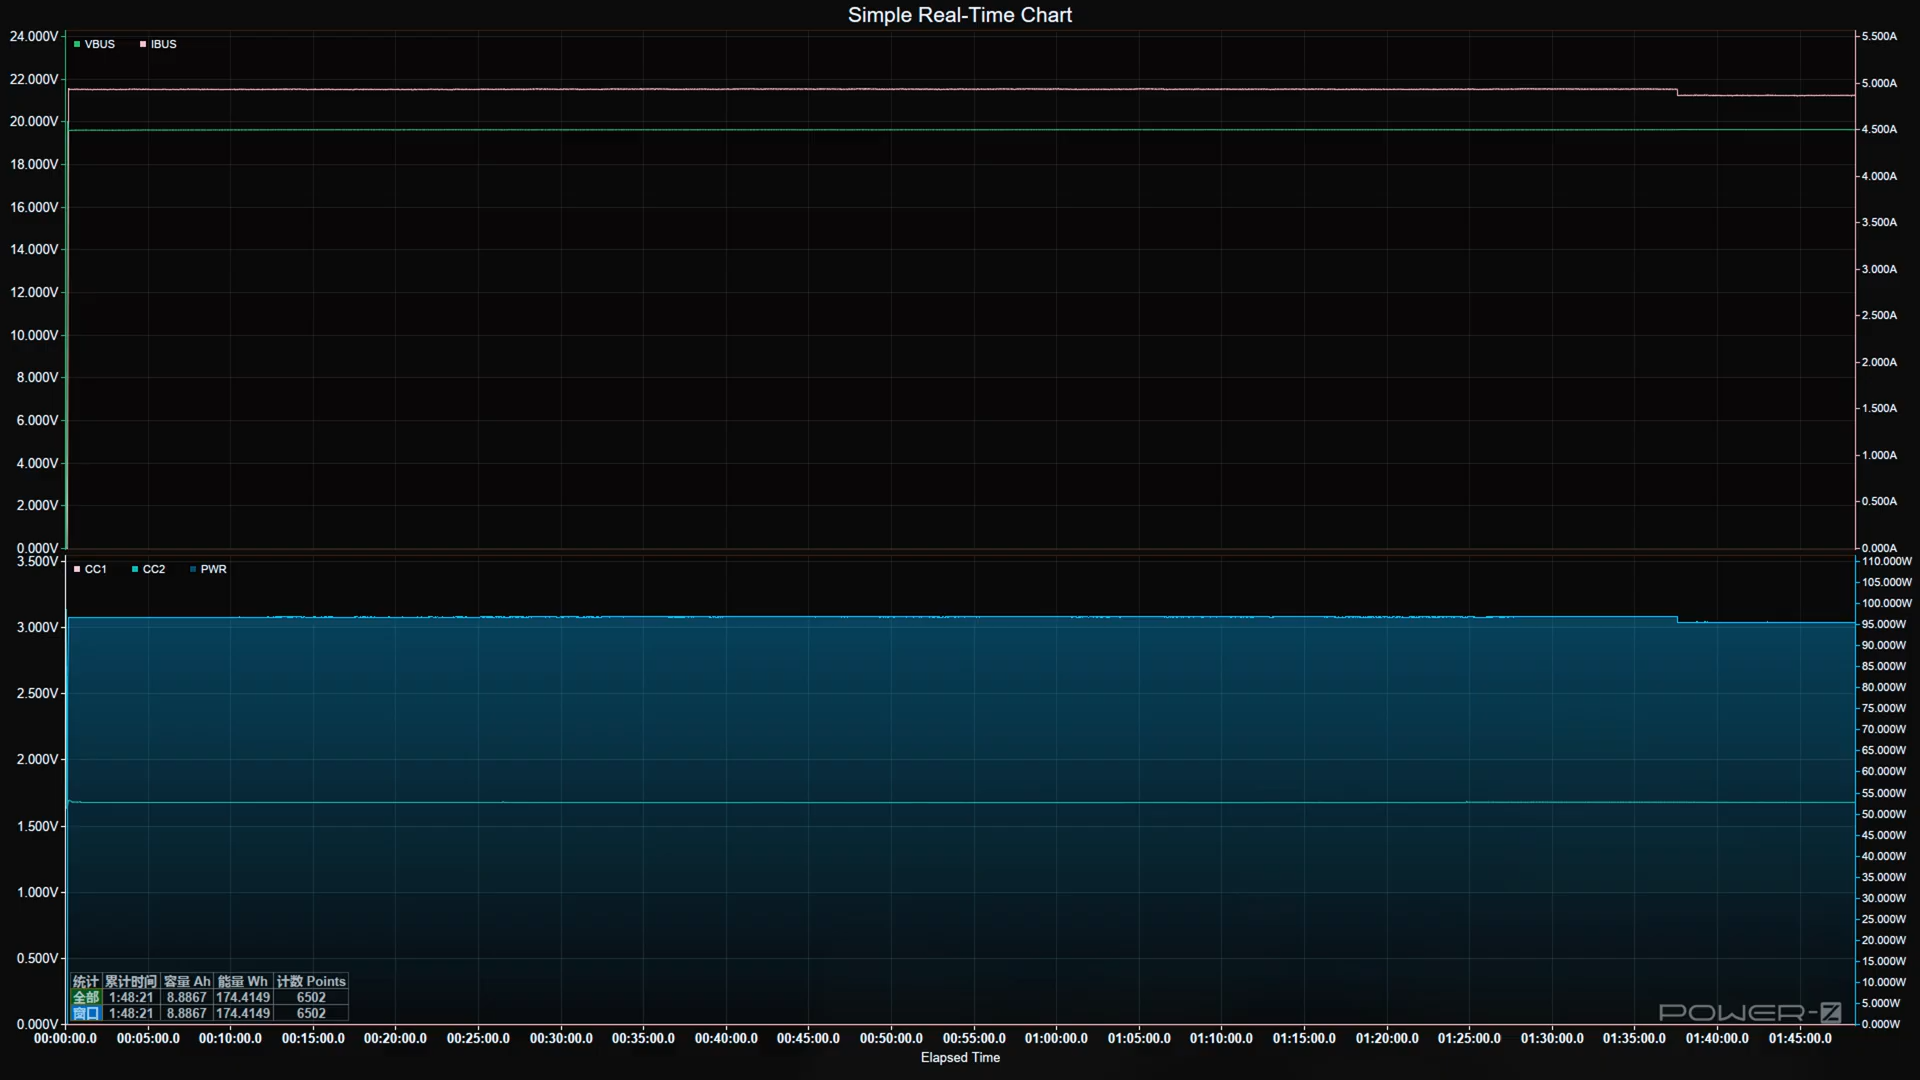 Simple Real-Time Chart
VBUS IBUS
24.000V
22.000V
20.000V
18.000V
16.000V
14.000V
12.000V
10.000V
8.000V
6.000V
4.000V
2.000V
0.000V
5.500A
5.000A
4.500A
4.000A
3.500A
3.000A
2.500A
2.000A
1.500A
1.000A
0.500A
0.000A
CC1 CC2 PWR
3.500V
3.000V
2.500V
2.000V
1.500V
1.000V
0.500V
0.000V
110.000W
105.000W
100.000W
95.000W
90.000W
85.000W
80.000W
75.000W
70.000W
65.000W
60.000W
55.000W
50.000W
45.000W
40.000W
35.000W
30.000W
25.000W
20.000W
15.000W
10.000W
5.000W
0.000W
统计 累计时间 容量 Ah 能量 Wh 计数 Points
全部 1:48:21 8.8867 174.4149 6502
窗口 1:48:21 8.8867 174.4149 6502
POWER-Z
00:00:00.0 00:05:00.0 00:10:00.0 00:15:00.0 00:20:00.0 00:25:00.0 00:30:00.0 00:35:00.0 00:40:00.0 00:45:00.0 00:50:00.0 00:55:00.0 01:00:00.0 01:05:00.0 01:10:00.0 01:15:00.0 01:20:00.0 01:25:00.0 01:30:00.0 01:35:00.0 01:40:00.0 01:45:00.0
Elapsed Time